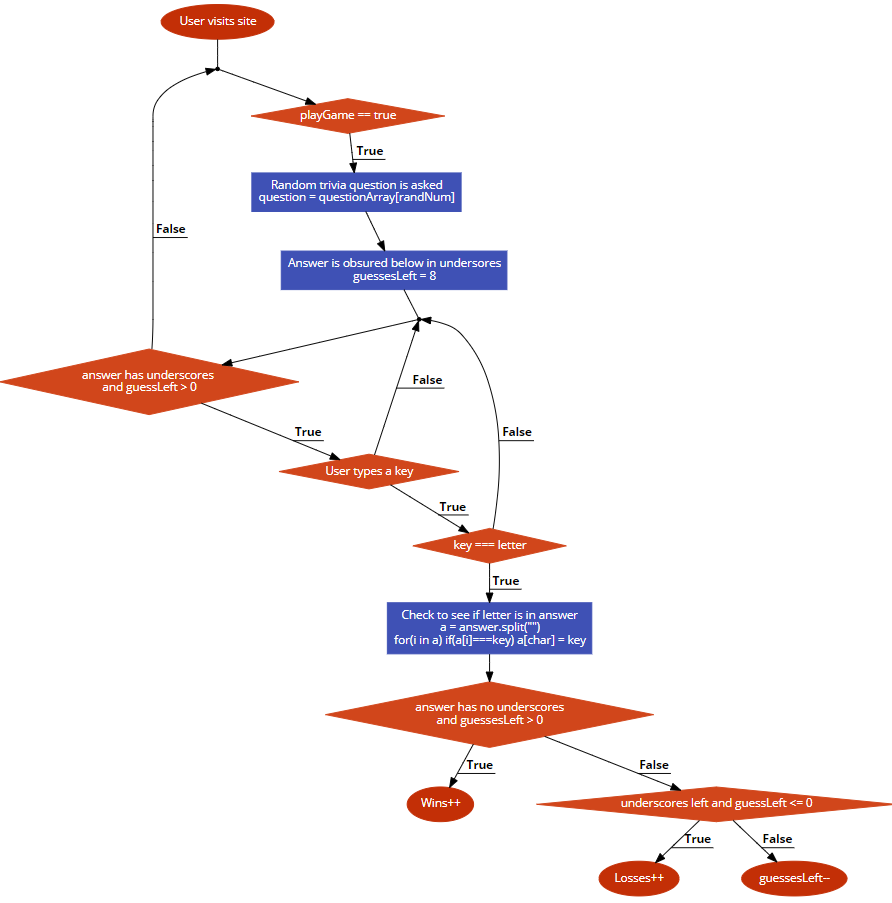 User visits site
playGame == true
True
Random trivia question is asked
question = questionArray[randNum]
False
Answer is obsured below in undersores
guessesLeft = 8
answer has underscores
and guessLeft > 0
False
True
False
User types a key
True
key === letter
True
Check to see if letter is in answer
a = answer.split("")
for(i in a) if(a[i]===key) a[char] = key
answer has no underscores
and guessesLeft > 0
True
False
Wins++
underscores left and guessLeft <= 0
True
False
Losses++
guessesLeft--